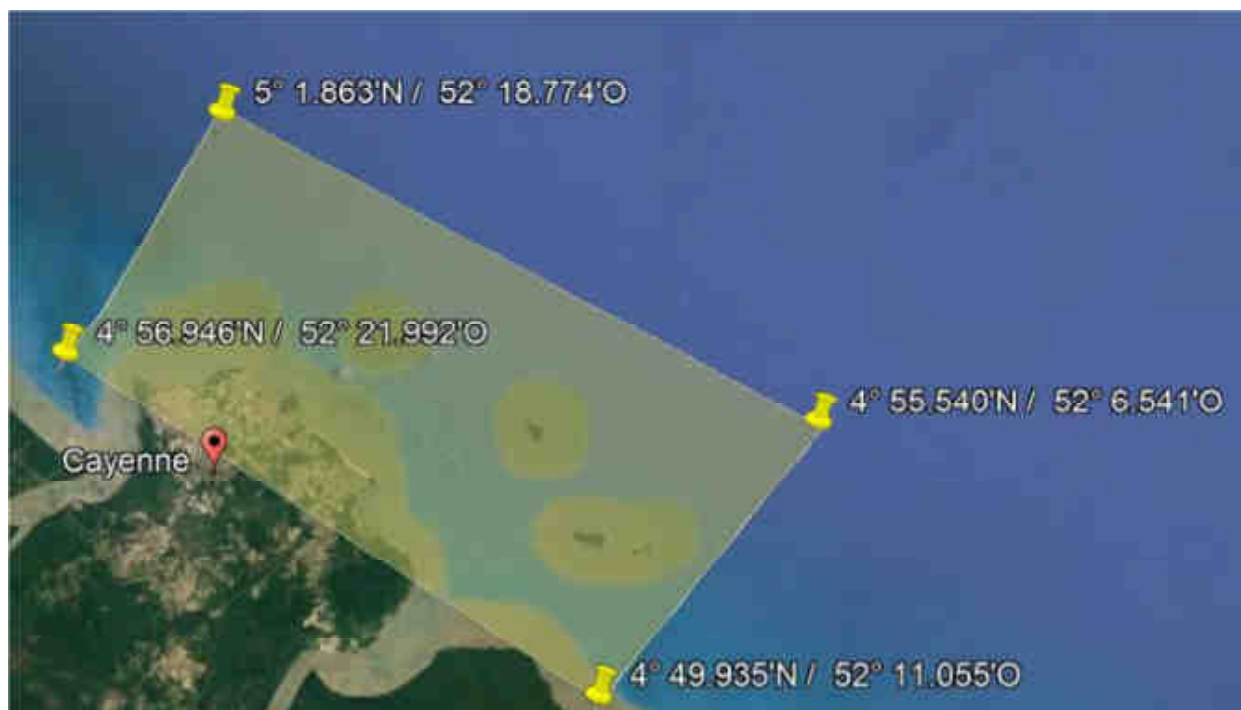 5° 1.863'N / 52° 18.774'O
4° 56.946'N / 52° 21.992'O
4° 55.540'N / 52° 6.541'O
Cayenne
4° 49.935'N / 52° 11.055'O